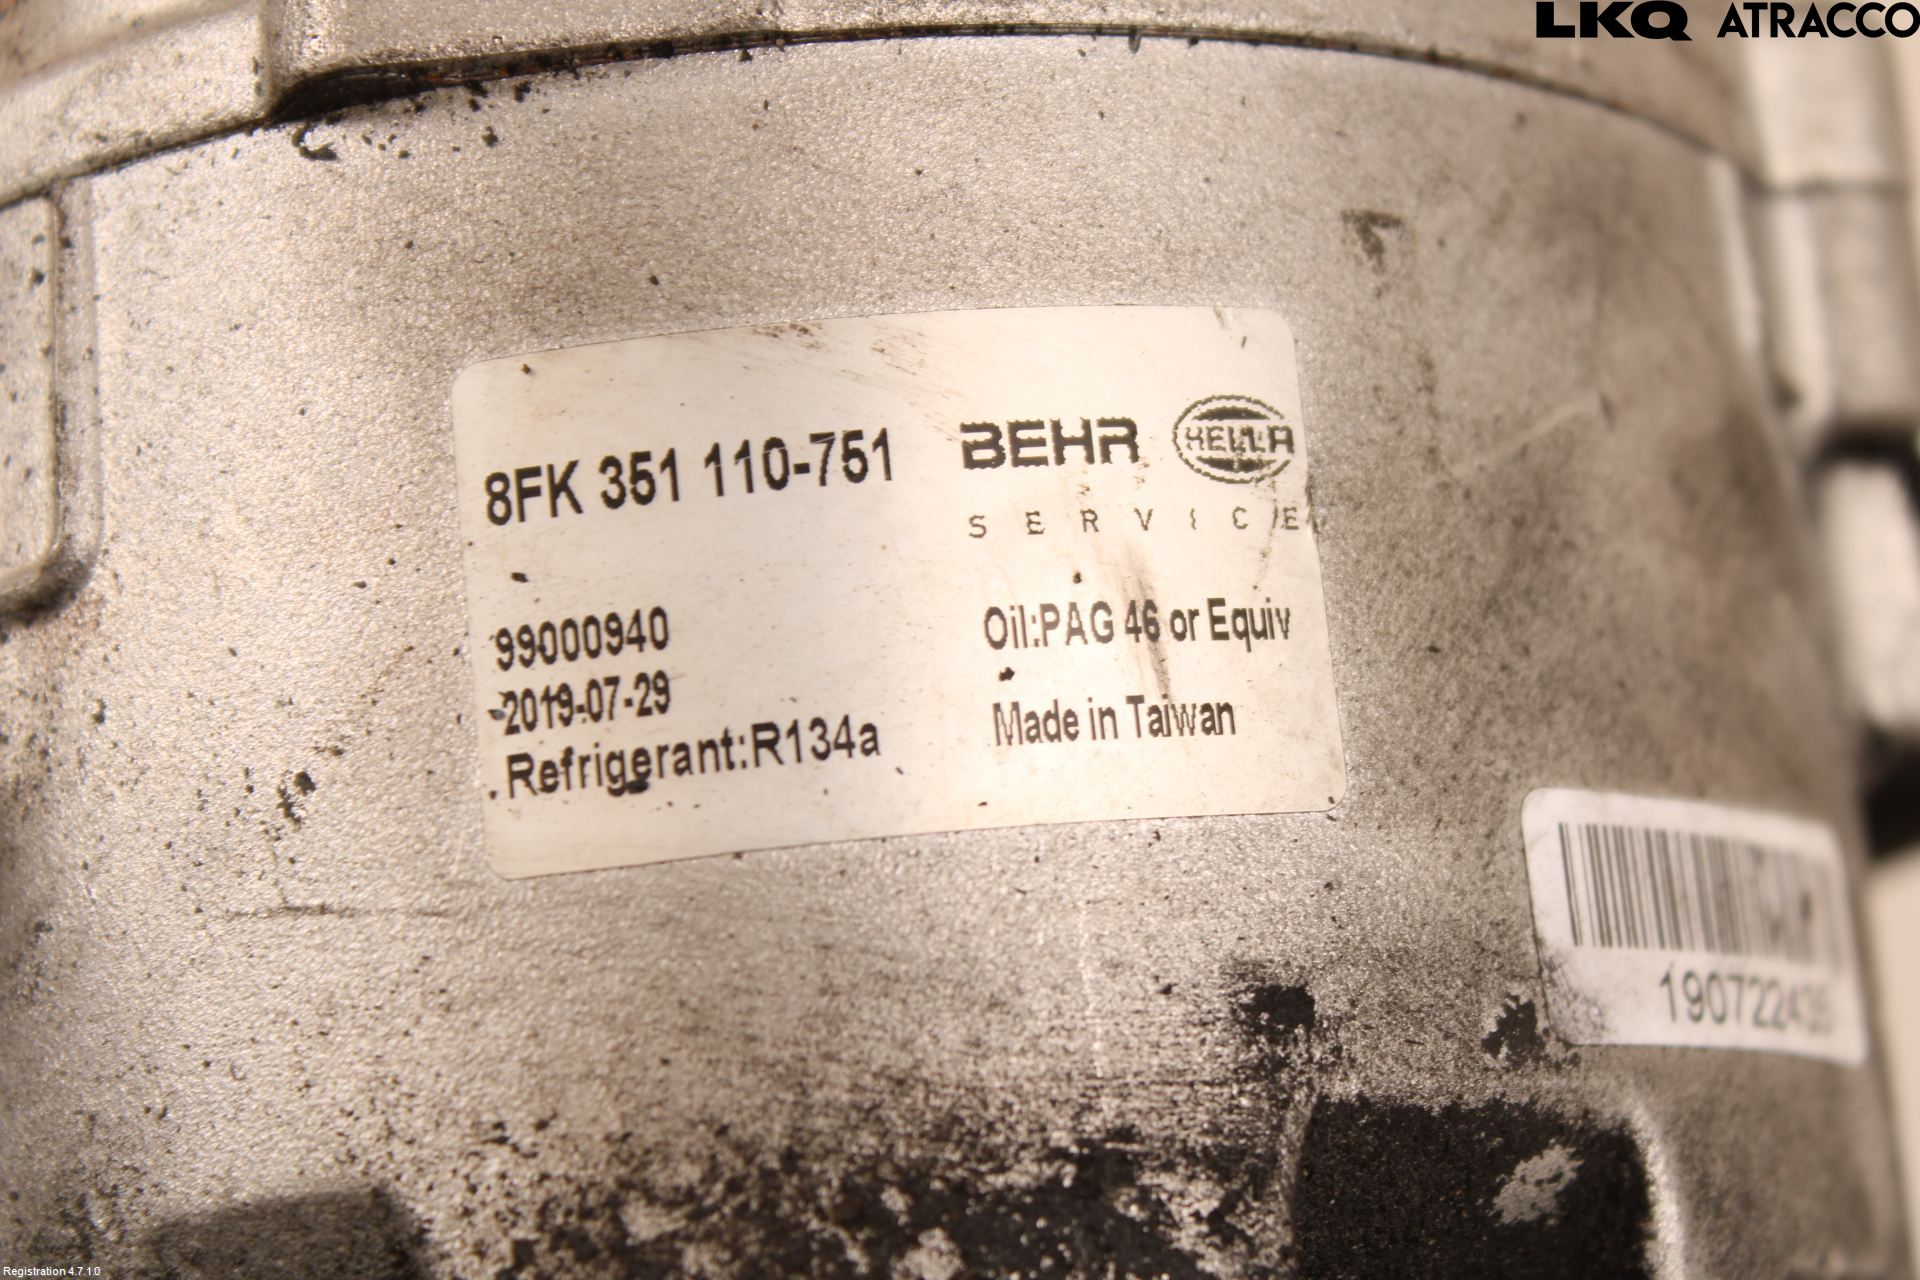 LKQ ATRACCO
8FK 351 110-751
BEHR HELLA
SERVICE
99000940
2019-07-29
Refrigerant:R134a
Oil:PAG 46 or Equiv
Made in Taiwan
Registration 4.7.1.0